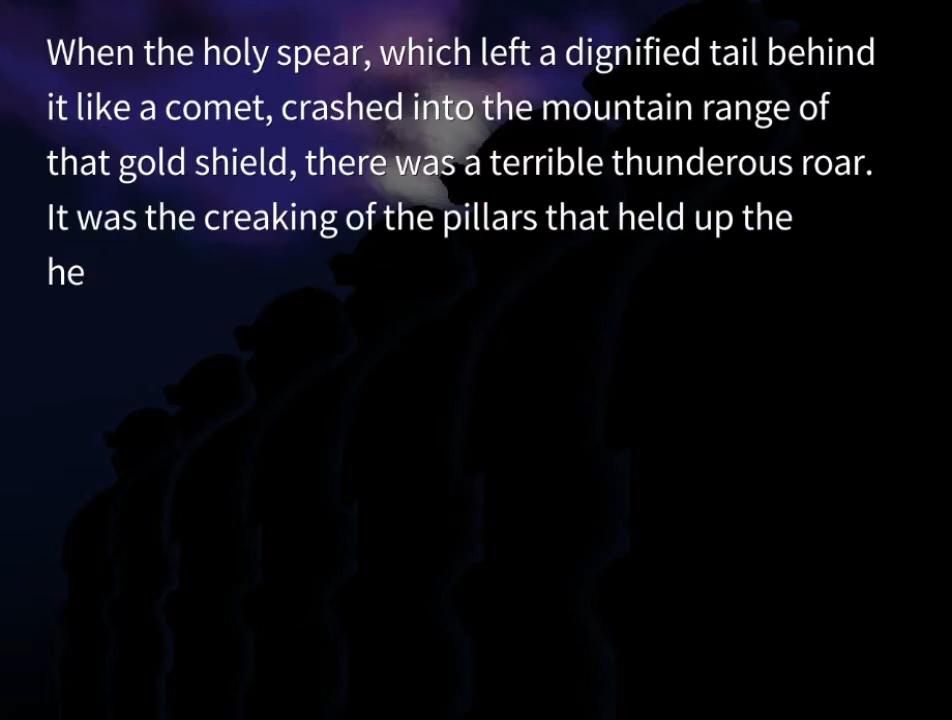 When the holy spear, which left a dignified tail behind
it like a comet, crashed into the mountain range of
that gold shield, there was a terrible thunderous roar.
It was the creaking of the pillars that held up the
he